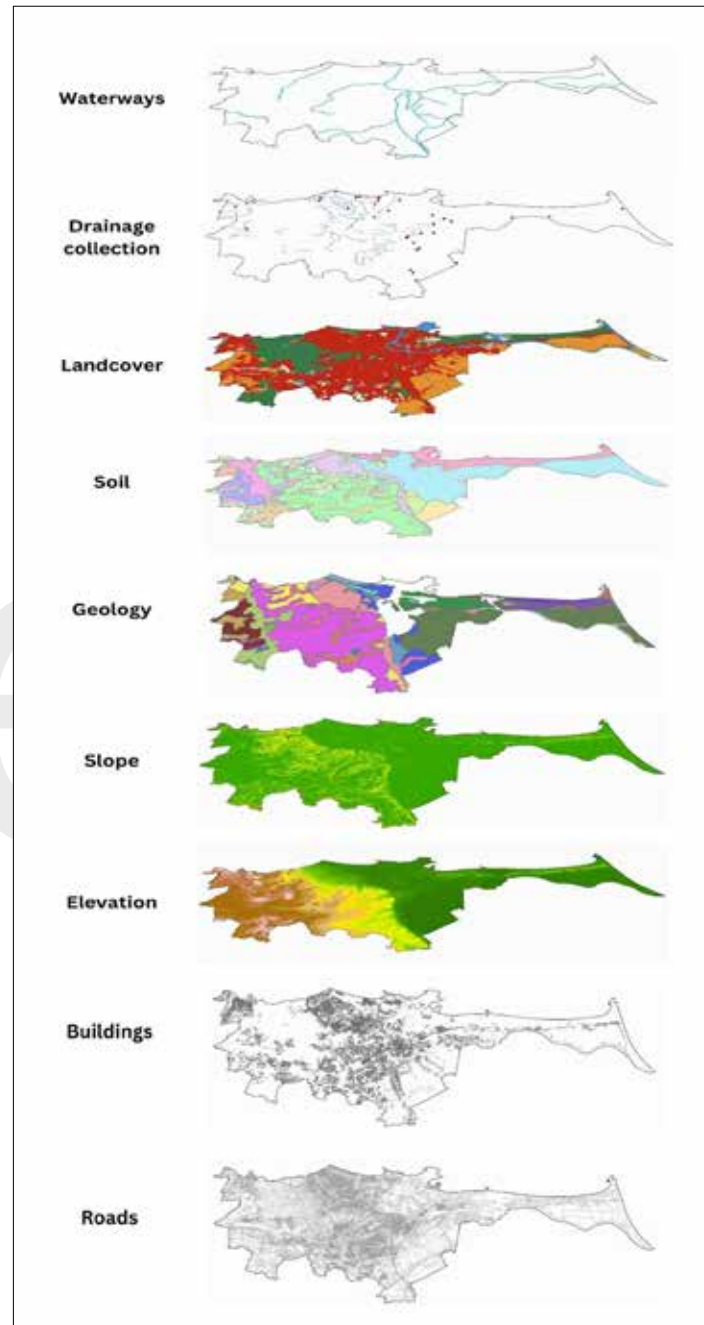 Waterways
Drainage
collection
Landcover
Soil
Geology
Slope
Elevation
Buildings
Roads